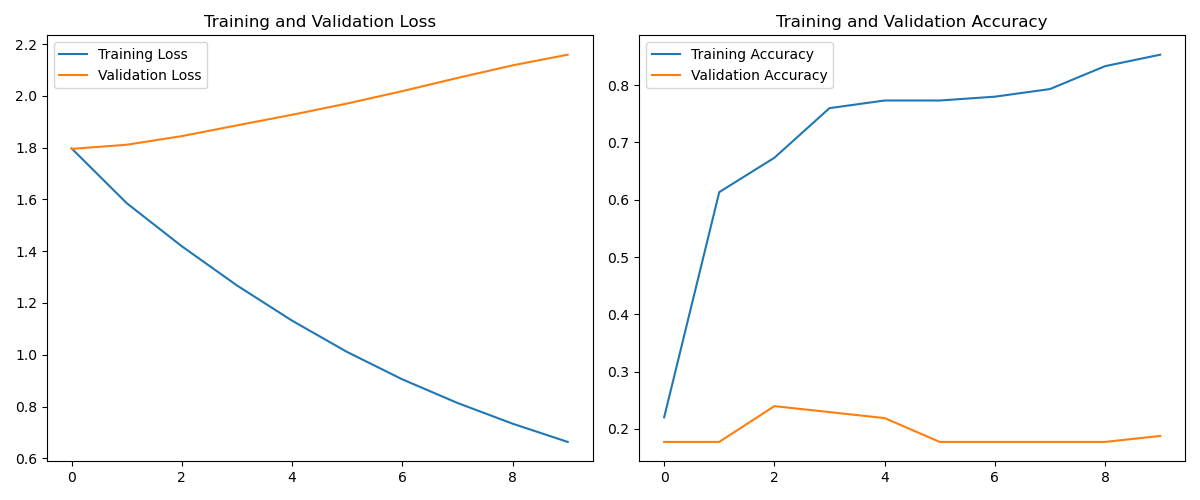 Training and Validation Loss
Training Loss
Validation Loss
2.2
2.0
1.8
1.6
1.4
1.2
1.0
0.8
0.6
0 2 4 6 8
Training and Validation Accuracy
Training Accuracy
Validation Accuracy
0.8
0.7
0.6
0.5
0.4
0.3
0.2
0 2 4 6 8